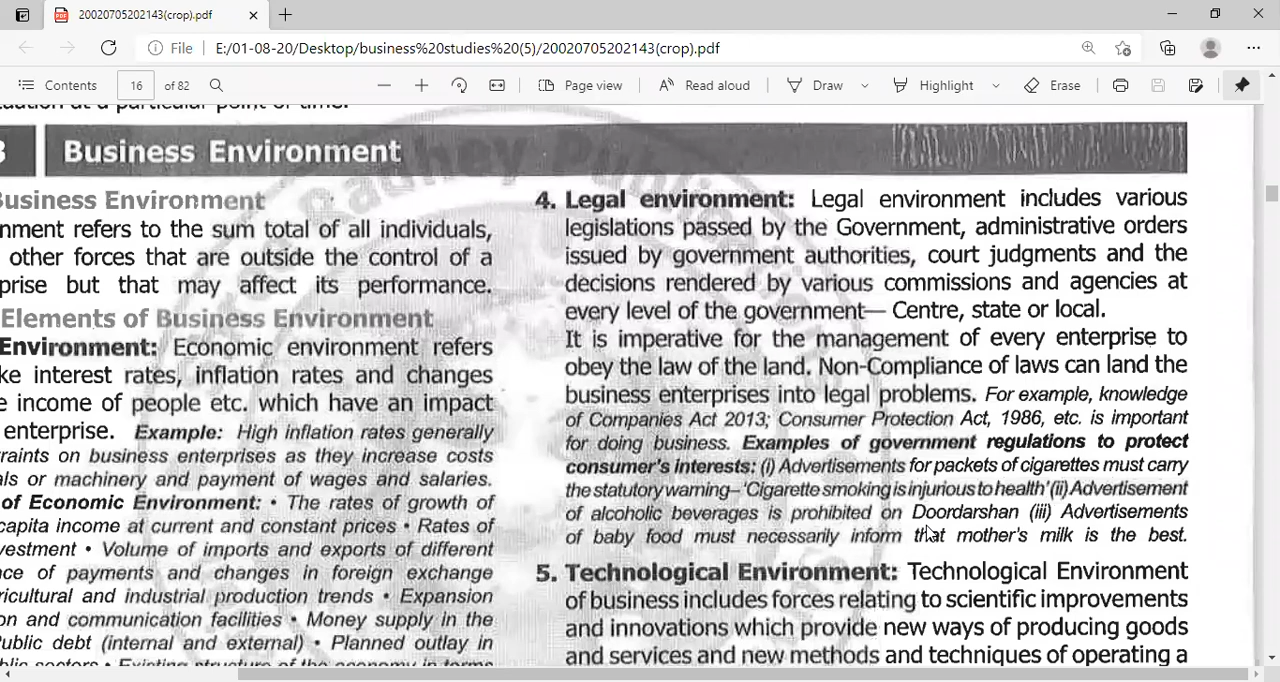 20020705202143(crop).pdf
File
E:/01-08-20/Desktop/business%20studies%20(5)/20020705202143(crop).pdf
Contents
16
of 82
Page view
Read aloud
Draw
Highlight
Erase
particular point of time.
3
Business Environment
Business Environment
nment refers to the sum total of all individuals,
other forces that are outside the control of a
prise but that may affect its performance.
Elements of Business Environment
Environment: Economic environment refers
ke interest rates, inflation rates and changes
e income of people etc. which have an impact
enterprise. Example: High inflation rates generally
raints on business enterprises as they increase costs
als or machinery and payment of wages and salaries.
of Economic Environment: • The rates of growth of
capita income at current and constant prices • Rates of
vestment • Volume of imports and exports of different
nce of payments and changes in foreign exchange
ricultural and industrial production trends • Expansion
on and communication facilities • Money supply in the
Public debt (internal and external) • Planned outlay in
blic sectors • Existing structure of the economy in terms
4. Legal environment: Legal environment includes various
legislations passed by the Government, administrative orders
issued by government authorities, court judgments and the
decisions rendered by various commissions and agencies at
every level of the government— Centre, state or local.
It is imperative for the management of every enterprise to
obey the law of the land. Non-Compliance of laws can land the
business enterprises into legal problems. For example, knowledge
of Companies Act 2013; Consumer Protection Act, 1986, etc. is important
for doing business. Examples of government regulations to protect
consumer's interests: (i) Advertisements for packets of cigarettes must carry
the statutory warning– 'Cigarette smoking is injurious to health' (ii) Advertisement
of alcoholic beverages is prohibited on Doordarshan (iii) Advertisements
of baby food must necessarily inform that mother's milk is the best.
5. Technological Environment: Technological Environment
of business includes forces relating to scientific improvements
and innovations which provide new ways of producing goods
and services and new methods and techniques of operating a